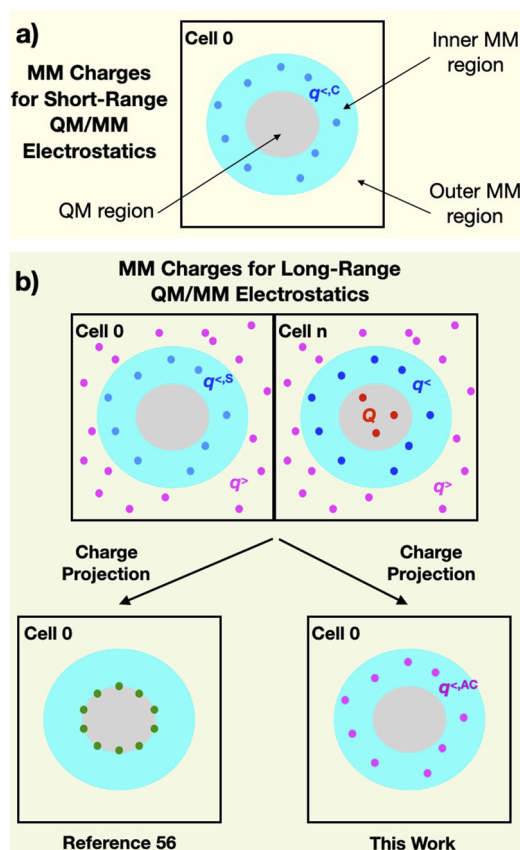 a)
Cell 0
Inner MM
region
MM Charges
for Short-Range
QM/MM
Electrostatics
q<,C
QM region
Outer MM
region
b)
MM Charges for Long-Range
QM/MM Electrostatics
Cell 0
Cell n
q<,S
q<
Q
q>
q>
Charge
Projection
Charge
Projection
Cell 0
Cell 0
q<,AC
Reference 56
This Work